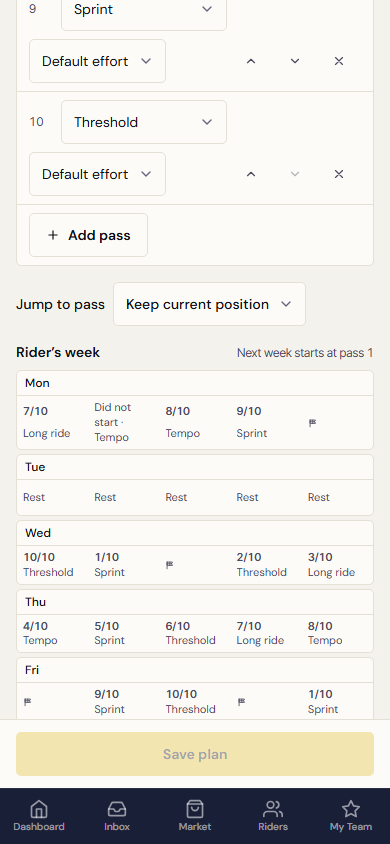 9 Sprint
Default effort
10 Threshold
Default effort
+ Add pass
Jump to pass Keep current position
Rider's week Next week starts at pass 1
Mon
7/10 Did not start · Tempo 8/10 9/10
Long ride Tempo Sprint
Tue
Rest Rest Rest Rest Rest
Wed
10/10 1/10 2/10 3/10
Threshold Sprint Threshold Long ride
Thu
4/10 5/10 6/10 7/10 8/10
Tempo Sprint Threshold Long ride Tempo
Fri
9/10 10/10 1/10
Sprint Threshold Sprint
Save plan
Dashboard Inbox Market Riders My Team